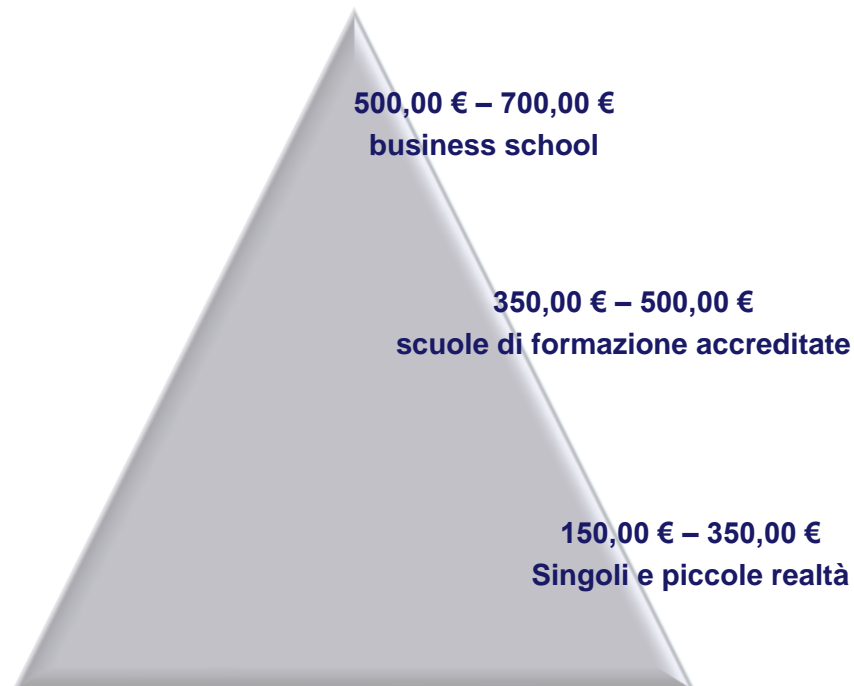 500,00 € – 700,00 €
business school
350,00 € – 500,00 €
scuole di formazione accreditate
150,00 € – 350,00 €
Singoli e piccole realtà